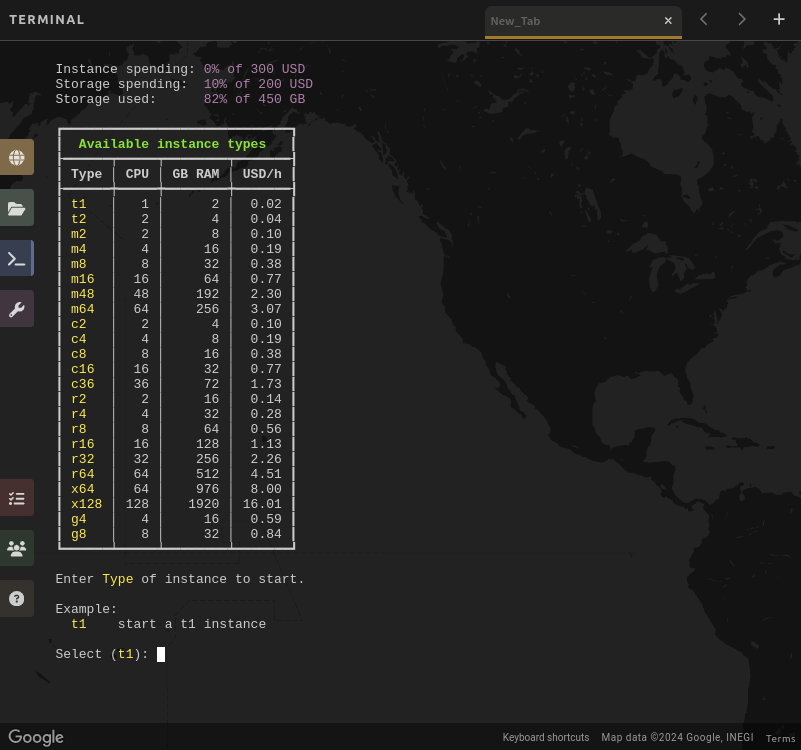 TERMINAL
New_Tab
Instance spending: 0% of 300 USD
Storage spending: 10% of 200 USD
Storage used: 82% of 450 GB
Available instance types
Type CPU GB RAM USD/h
t1 1 2 0.02
t2 2 4 0.04
m2 2 8 0.10
m4 4 16 0.19
m8 8 32 0.38
m16 16 64 0.77
m48 48 192 2.30
m64 64 256 3.07
c2 2 4 0.10
c4 4 8 0.19
c8 8 16 0.38
c16 16 32 0.77
c36 36 72 1.73
r2 2 16 0.14
r4 4 32 0.28
r8 8 64 0.56
r16 16 128 1.13
r32 32 256 2.26
r64 64 512 4.51
x64 64 976 8.00
x128 128 1920 16.01
g4 4 16 0.59
g8 8 32 0.84
Enter Type of instance to start.
Example:
t1 start a t1 instance
Select (t1):
Google
Keyboard shortcuts Map data ©2024 Google, INEGI Terms